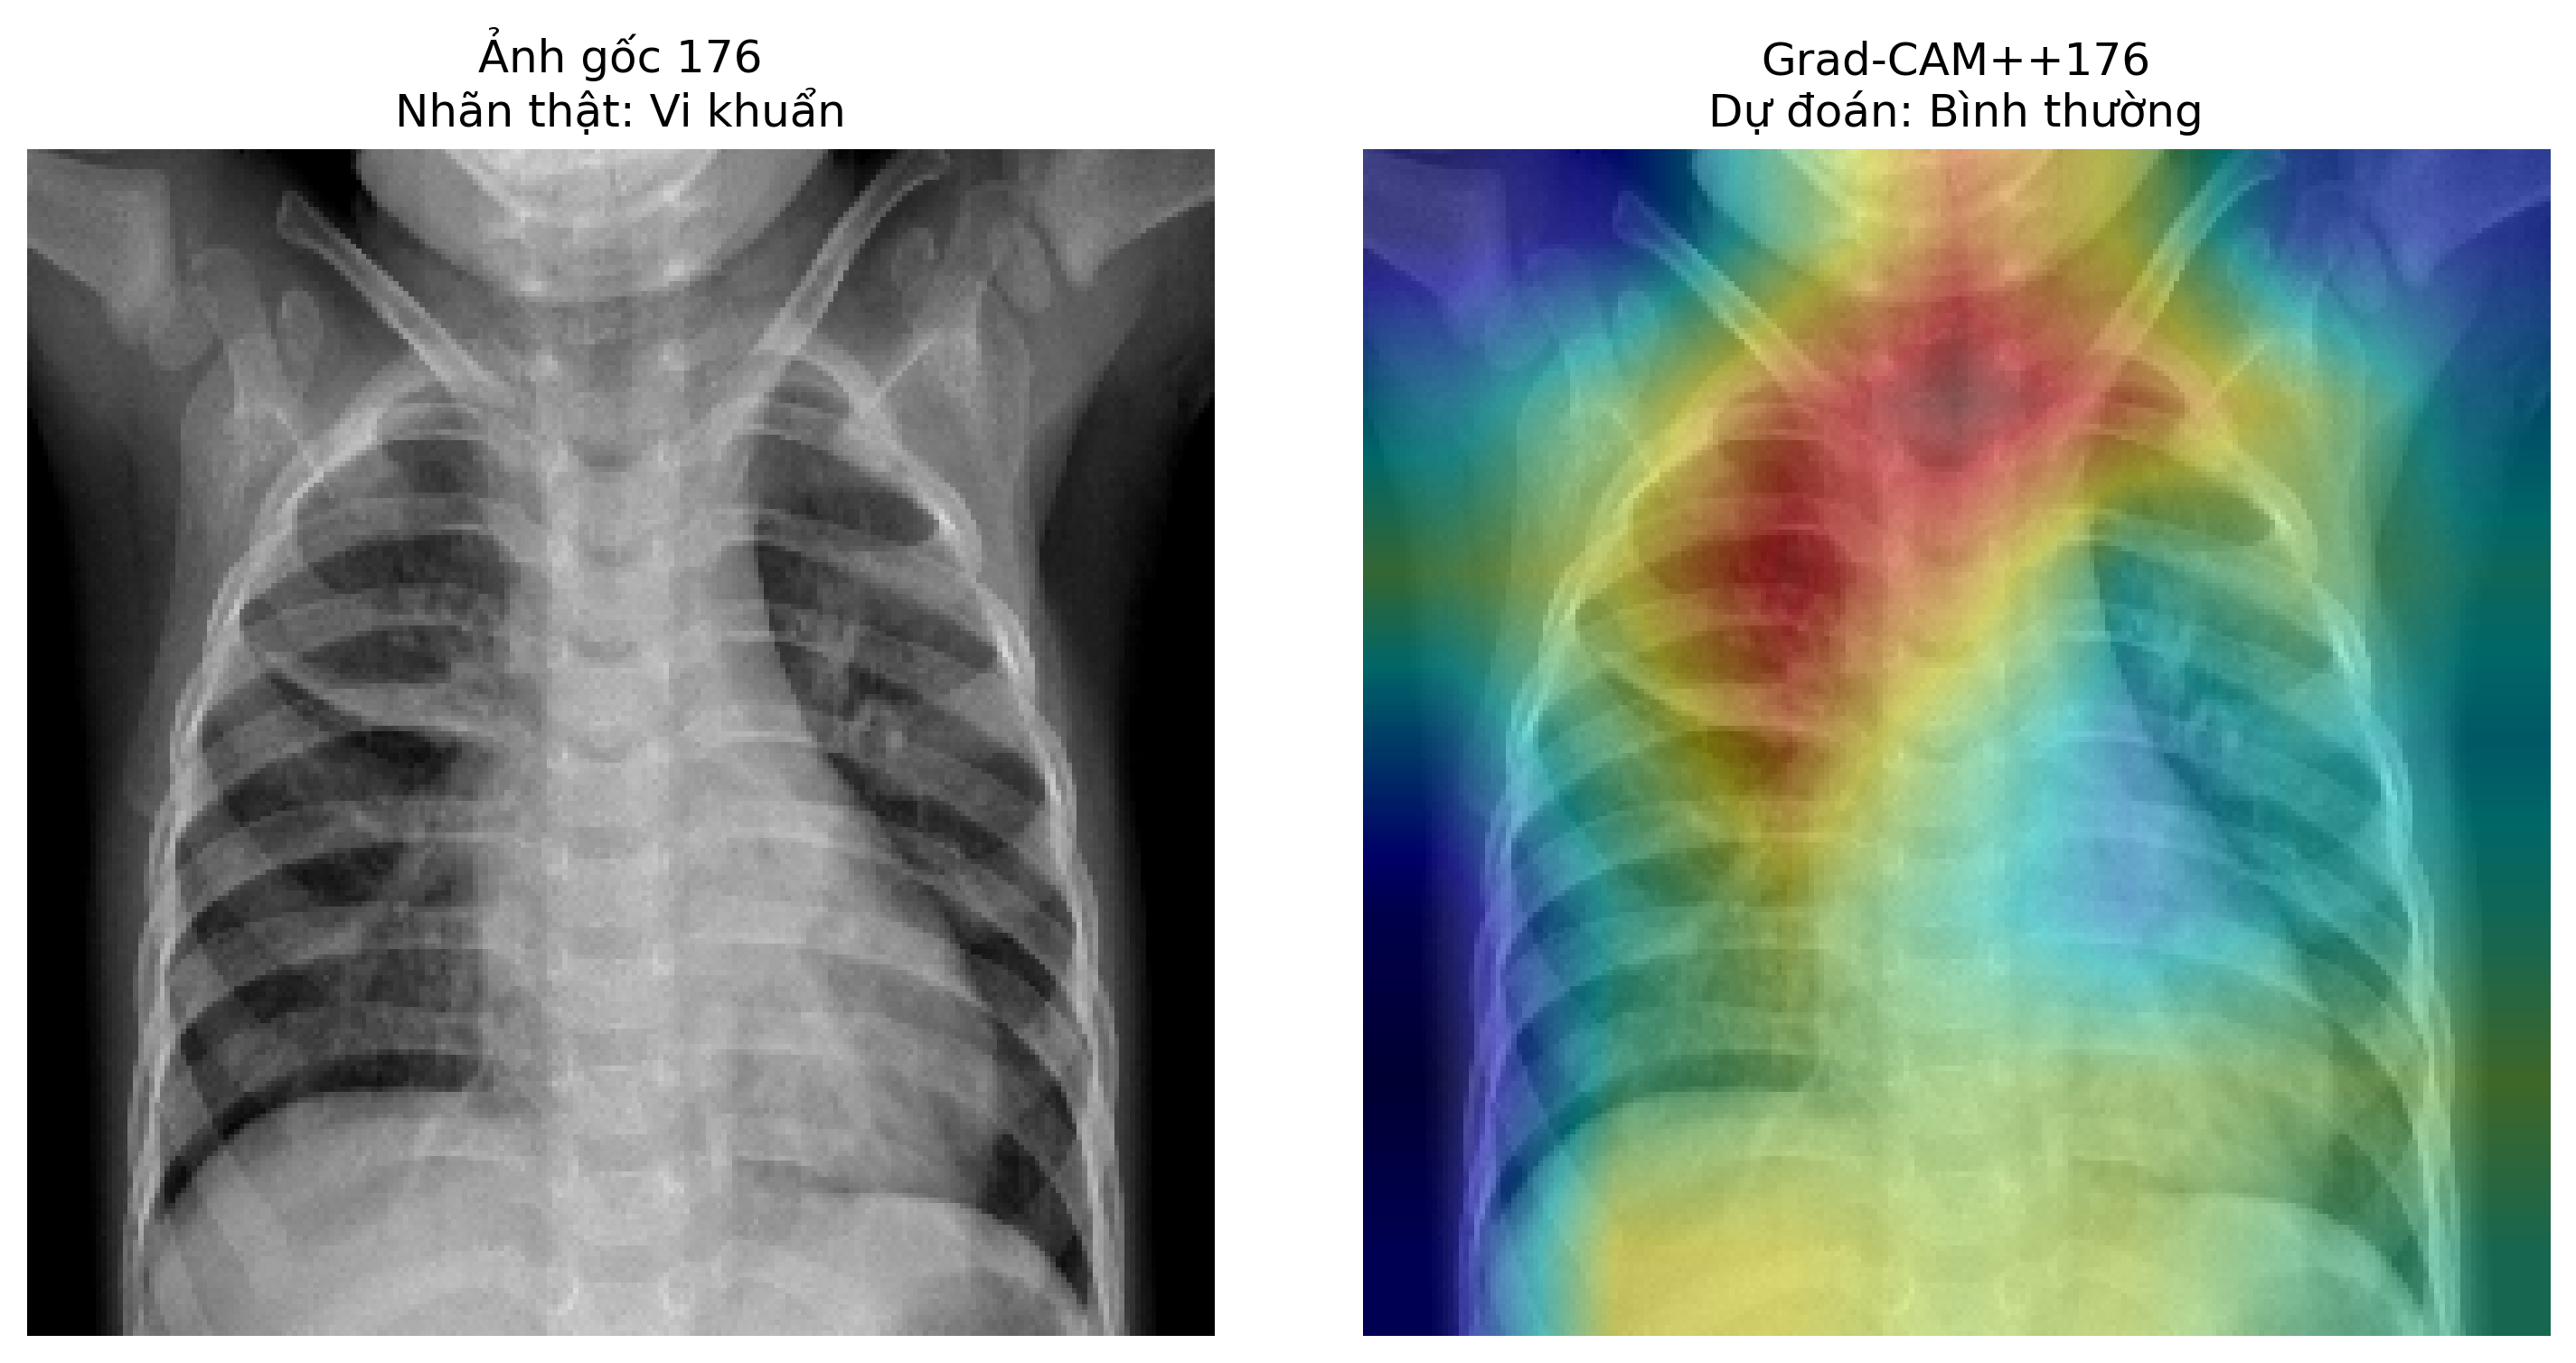 Ảnh gốc 176
Nhãn thật: Vi khuẩn
Grad-CAM++176
Dự đoán: Bình thường